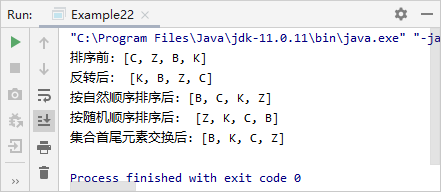 Run: Example22
"C:\Program Files\Java\jdk-11.0.11\bin\java.exe" "-ja
排序前：[C, Z, B, K]
反转后： [K, B, Z, C]
按自然顺序排序后：[B, C, K, Z]
按随机顺序排序后： [Z, K, C, B]
集合首尾元素交换后：[B, K, C, Z]
Process finished with exit code 0